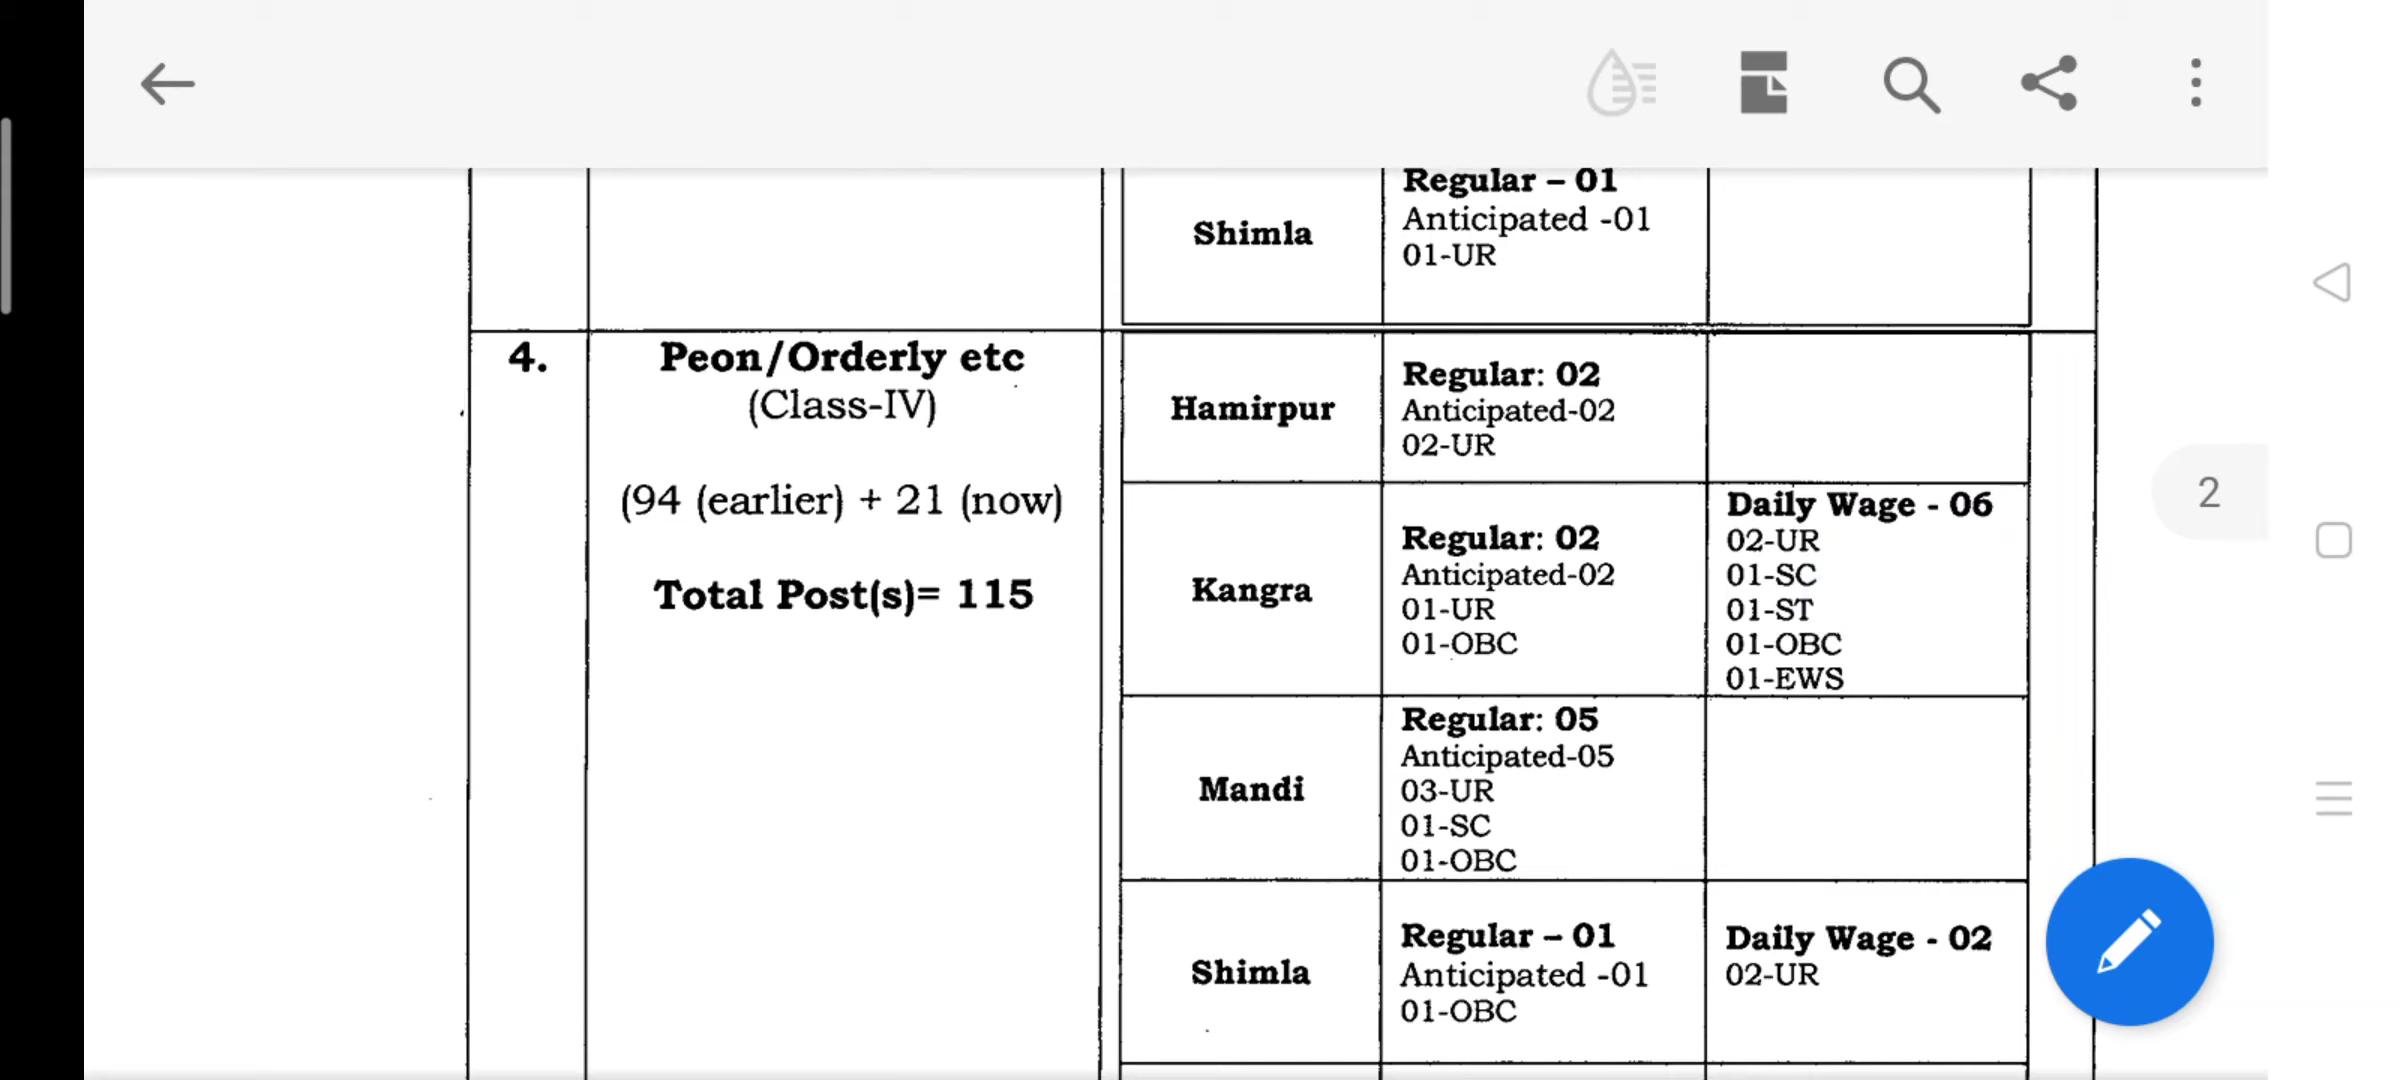 Shimla
Regular – 01
Anticipated -01
01-UR
4.
Peon/Orderly etc
(Class-IV)
(94 (earlier) + 21 (now)
Total Post(s)= 115
Hamirpur
Regular: 02
Anticipated-02
02-UR
Kangra
Regular: 02
Anticipated-02
01-UR
01-OBC
Daily Wage - 06
02-UR
01-SC
01-ST
01-OBC
01-EWS
Mandi
Regular: 05
Anticipated-05
03-UR
01-SC
01-OBC
Shimla
Regular – 01
Anticipated -01
01-OBC
Daily Wage - 02
02-UR
2